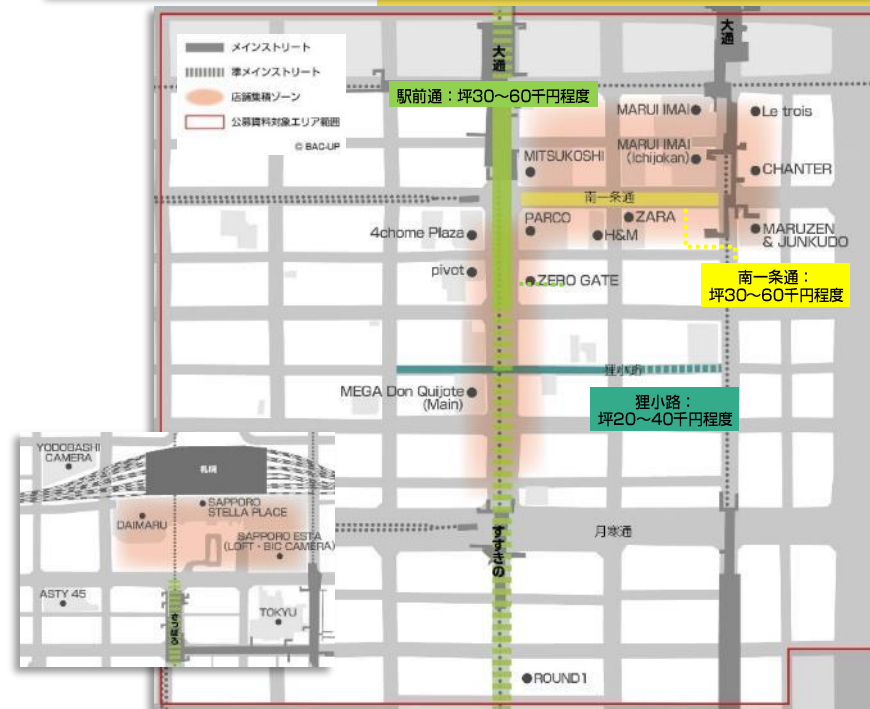 メインストリート
準メインストリート
店舗集積ゾーン
公募賃料対象エリア範囲
© BAC-UP
大通
大通
駅前通：坪30～60千円程度
MARUI IMAI
Le trois
MARUI IMAI
(Ichijokan)
MITSUKOSHI
CHANTER
南一条通
PARCO
ZARA
4chome Plaza
H&M
MARUZEN
& JUNKUDO
pivot
ZERO GATE
南一条通：
坪30～60千円程度
狸小路
MEGA Don Quijote
(Main)
狸小路：
坪20～40千円程度
YODOBASHI
CAMERA
札幌
SAPPORO
STELLA PLACE
DAIMARU
SAPPORO ESTA
(LOFT・BIC CAMERA)
すすきの
月寒通
ASTY 45
さっぽろ
TOKYU
ROUND1